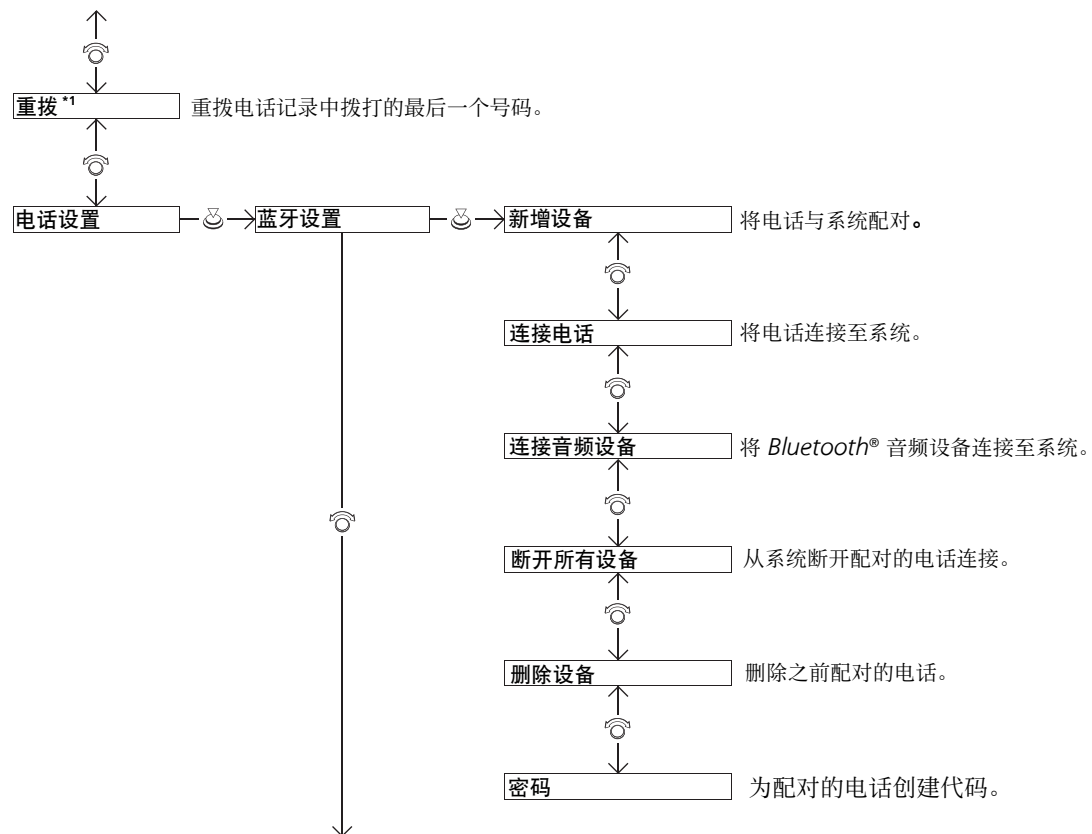 重拨 *1 重拨电话记录中拨打的最后一个号码。
电话设置 蓝牙设置 新增设备 将电话与系统配对。
连接电话 将电话连接至系统。
连接音频设备 将 Bluetooth® 音频设备连接至系统。
断开所有设备 从系统断开配对的电话连接。
删除设备 删除之前配对的电话。
密码 为配对的电话创建代码。